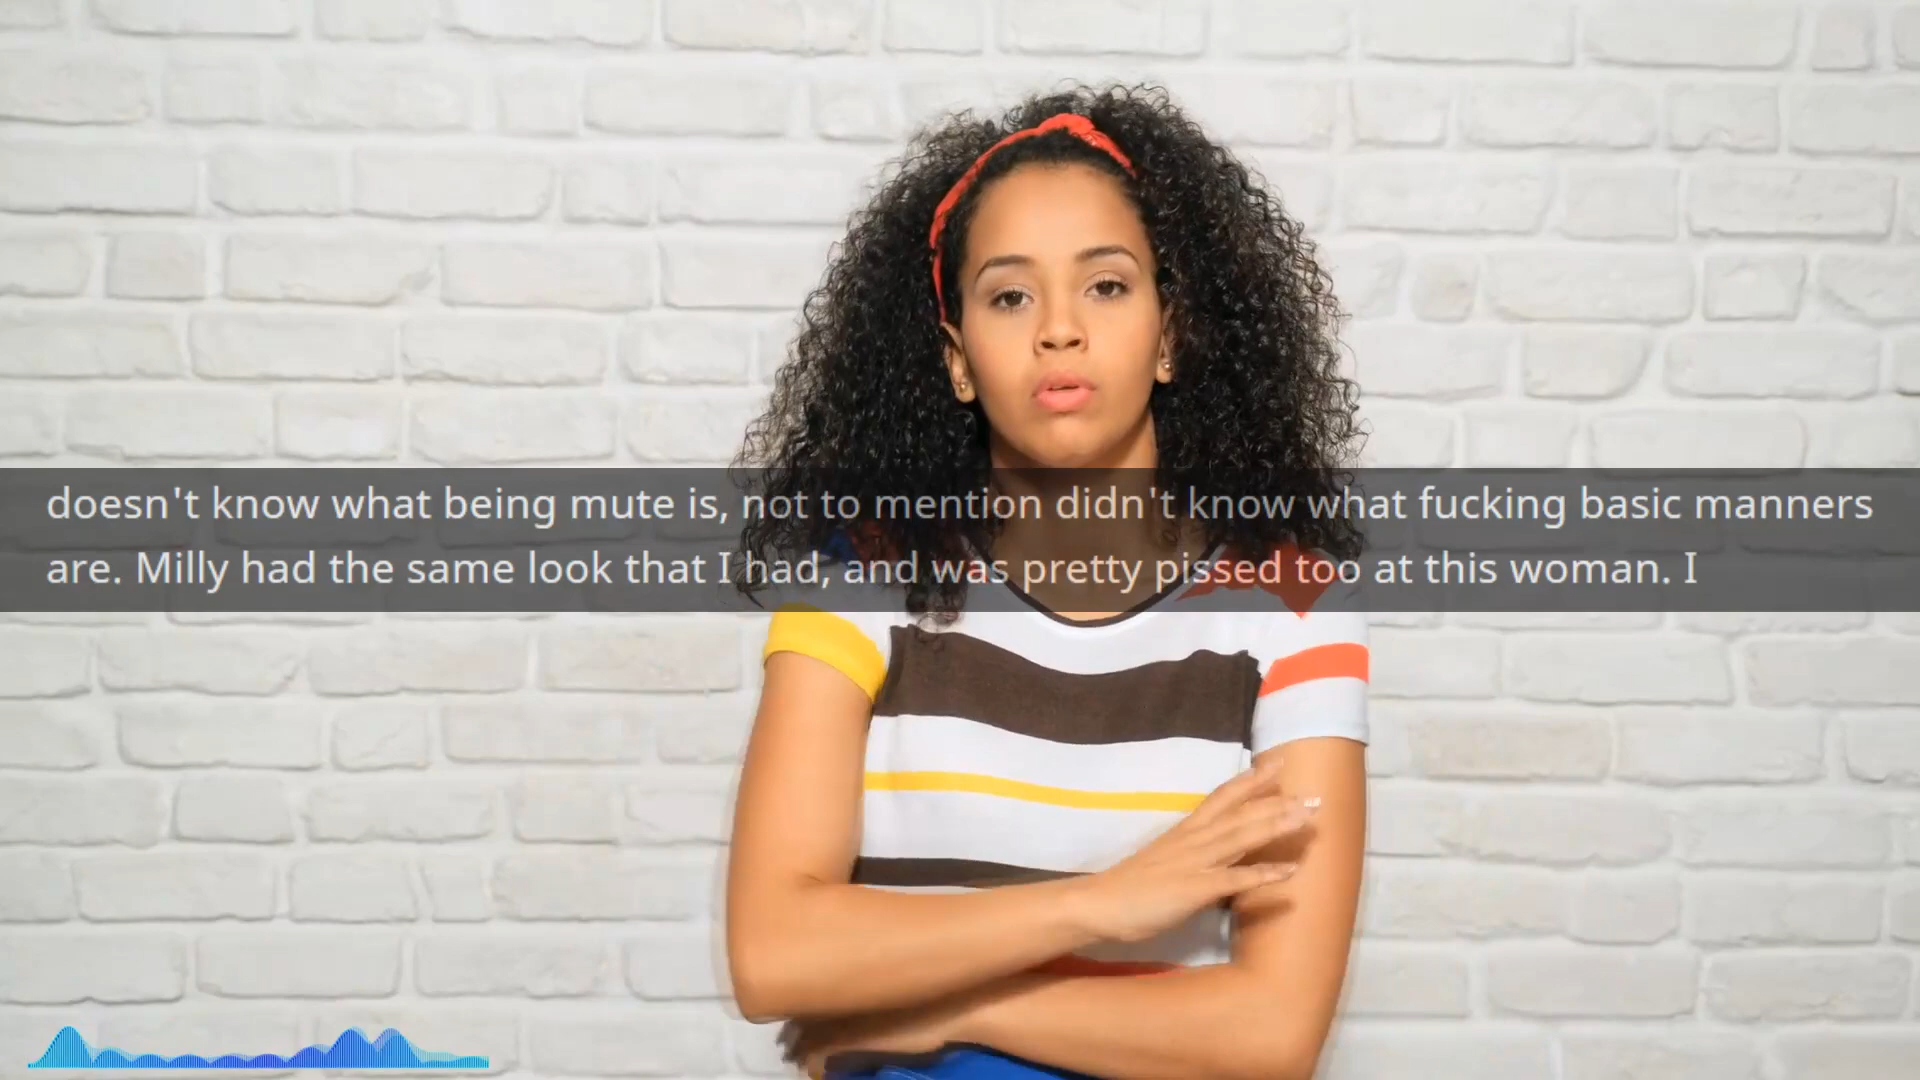 doesn't know what being mute is, not to mention didn't know what fucking basic manners
are. Milly had the same look that I had, and was pretty pissed too at this woman. I